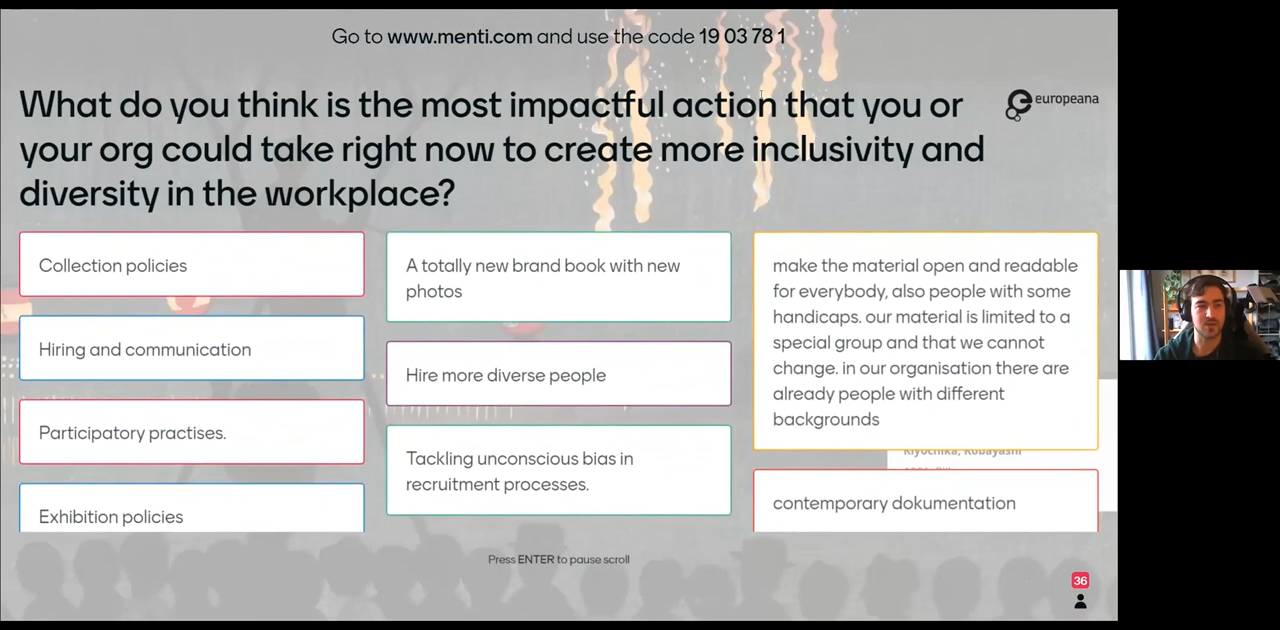 Go to www.menti.com and use the code 19 03 78 1
What do you think is the most impactful action that you or
your org could take right now to create more inclusivity and
diversity in the workplace?
europeana
Collection policies
Hiring and communication
Participatory practises.
Exhibition policies
A totally new brand book with new
photos
Hire more diverse people
Tackling unconscious bias in
recruitment processes.
make the material open and readable
for everybody, also people with some
handicaps. our material is limited to a
special group and that we cannot
change. in our organisation there are
already people with different
backgrounds
Kiyochika, Kobayashi
contemporary dokumentation
Press ENTER to pause scroll
36